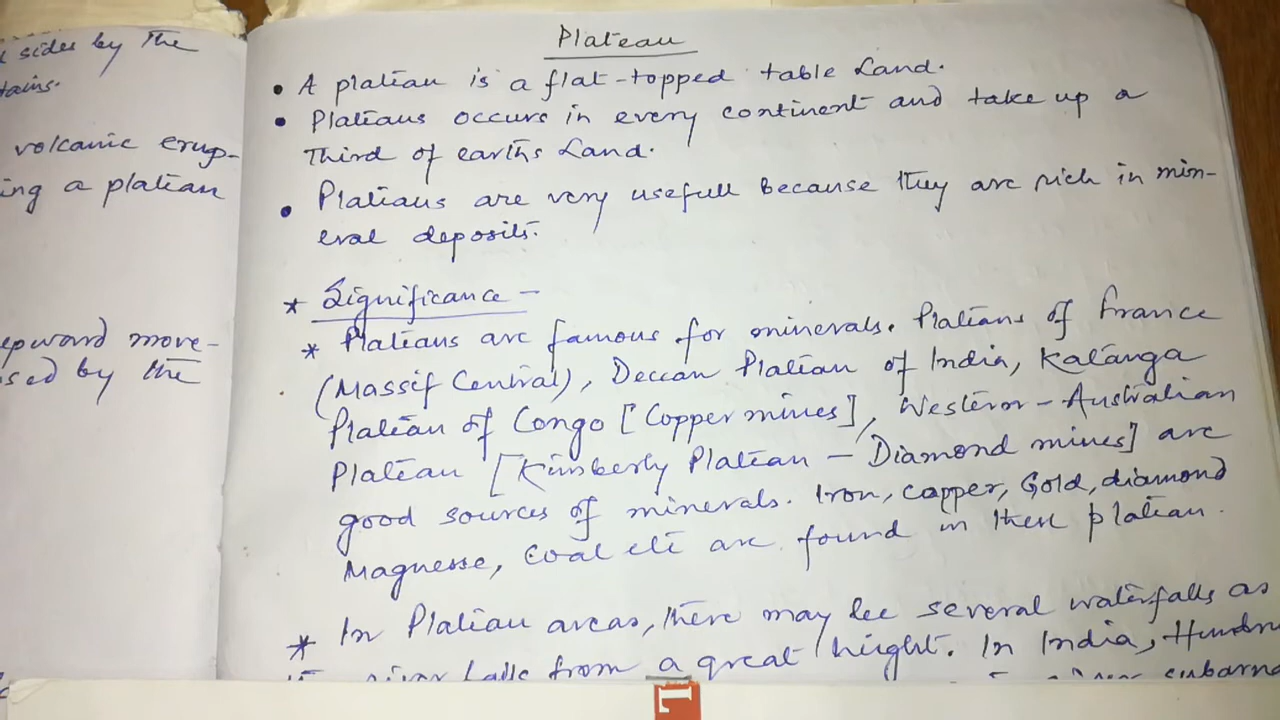 sides by the
tains.
volcanic erup-
ing a plateau
upward move-
sed by the
Plateau
• A plateau is a flat-topped table Land.
• Plateaus occurs in every continent and take up a
Third of earths Land.
• Plateaus are very usefull because they are rich in min-
eral deposits.
* Significance -
* Plateaus are famous for minerals. Plateaus of France
(Massif Central), Deccan Plateau of India, Katanga
Plateau of Congo [Copper mines], Western-Australian
Plateau [Kimberly Plateau - Diamond mines] are
good sources of minerals. Iron, Copper, Gold, diamond
Magnesse, Coal etc are found in these plateau.
* In Plateau areas, there may be several waterfalls as
river falls from a great height. In India, Hundru
L